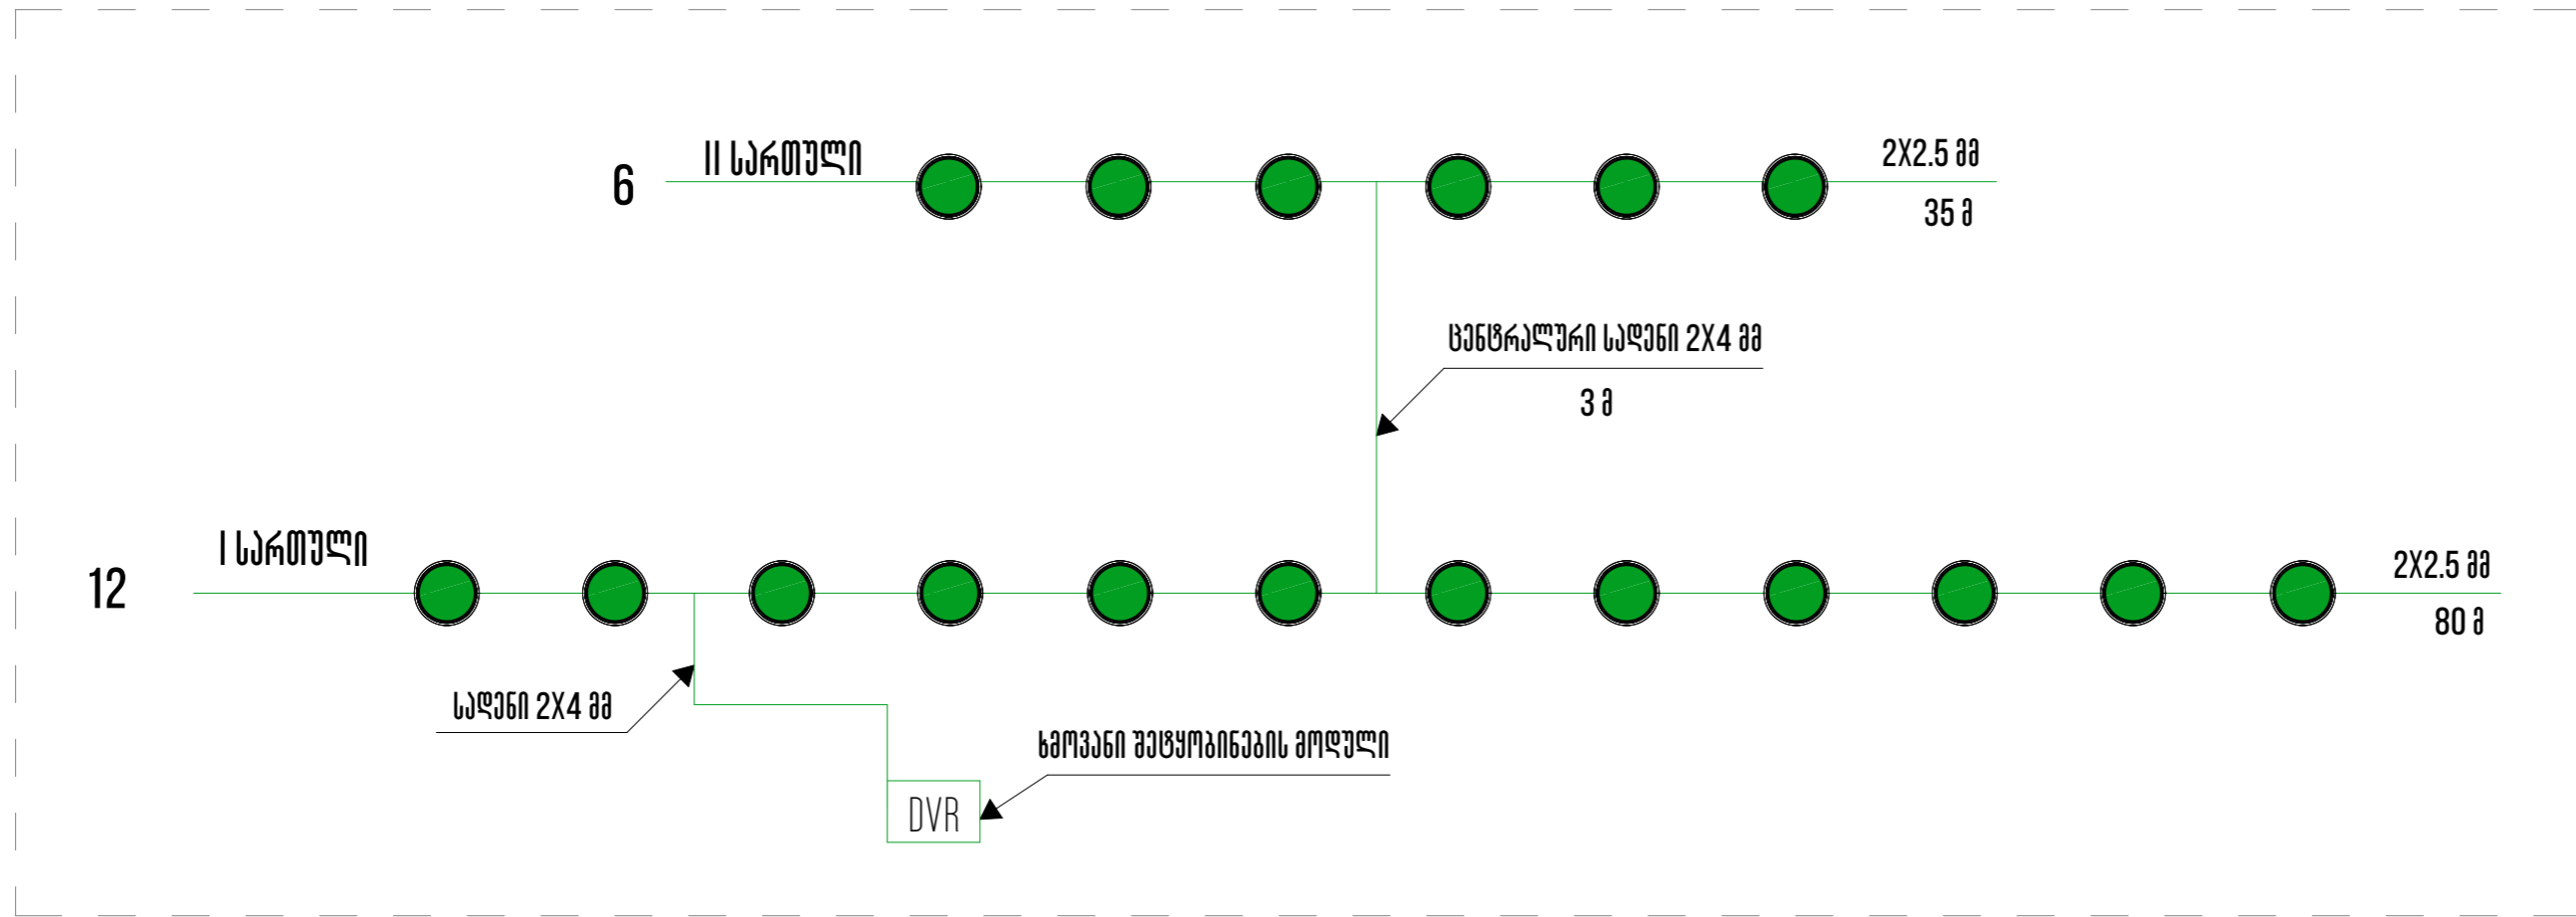 II სართული
6
2X2.5 მმ
35 მ
ცენტრალური სადენი 2X4 მმ
3 მ
I სართული
12
2X2.5 მმ
80 მ
სადენი 2X4 მმ
ხმოვანი შეტყობინების მოდული
DVR